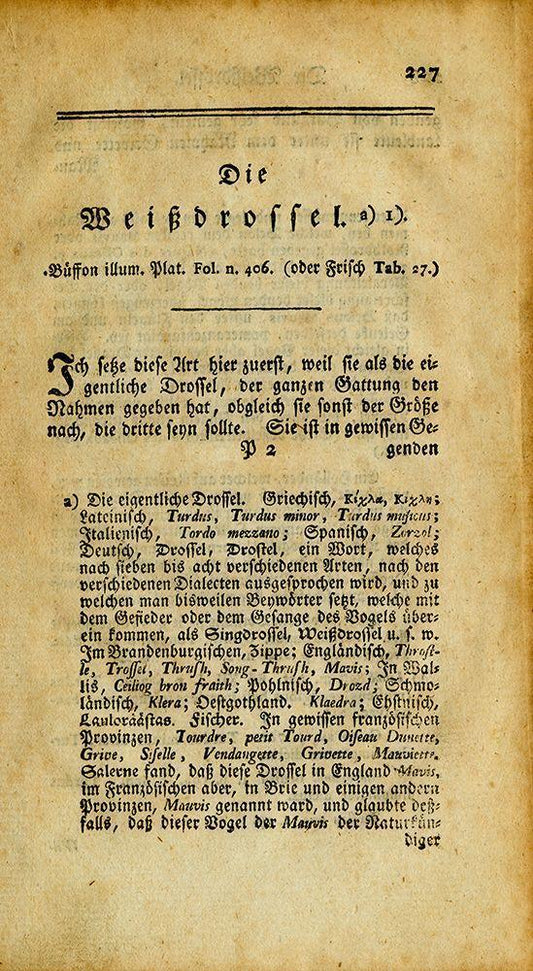 227
Die
Weißdrossel. a) 1).
Büffon illum. Plat. Fol. n. 406. (oder Frisch Tab. 27.)
Ich setze diese Art hier zuerst, weil sie als die ei=
gentliche Drossel, der ganzen Gattung den
Nahmen gegeben hat, obgleich sie sonst der Größe
nach, die dritte seyn sollte. Sie ist in gewissen Ge=
P 2 genden
a) Die eigentliche Drossel. Griechisch, Κίχλα, Κίχλη;
Lateinisch, Turdus, Turdus minor, Turdus musicus;
Italienisch, Tordo mezzano; Spanisch, Zorzol;
Deutsch, Drossel, Drostel, ein Wort, welches
nach sieben bis acht verschiedenen Arten, nach den
verschiedenen Dialecten ausgesprochen wird, und zu
welchen man bisweilen Beywörter setzt, welche mit
dem Gefieder oder dem Gesange des Vogels über=
ein kommen, als Singdrossel, Weißdrossel u. s. w.
Im Brandenburgischen, Zippe; Engländisch, Throst-
le, Trossel, Thrush, Song-Thrush, Mavis; In Wal=
lis, Ceiliog bron fraith; Pohlnisch, Drozd; Schmo=
ländisch, Klera; Oestgothland. Klaedra; Ehstnisch,
Laulorästas. Fischer. In gewissen französischen
Provinzen, Tourdre, petit Tourd, Oiseau Dunette,
Grive, Siselle, Vendangette, Grivette, Mauviette.
Salerne fand, daß diese Drossel in England Mavis,
im Französischen aber, in Brie und einigen andern
Provinzen, Mauvis genannt ward, und glaubte deß=
falls, daß dieser Vogel der Mauvis der Naturkün=
diger